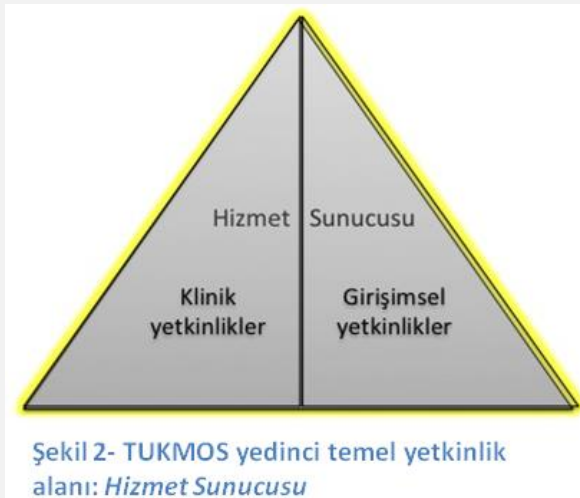 Hizmet Sunucusu
Klinik Girişimsel
yetkinlikler yetkinlikler
Şekil 2- TUKMOS yedinci temel yetkinlik
alanı: Hizmet Sunucusu